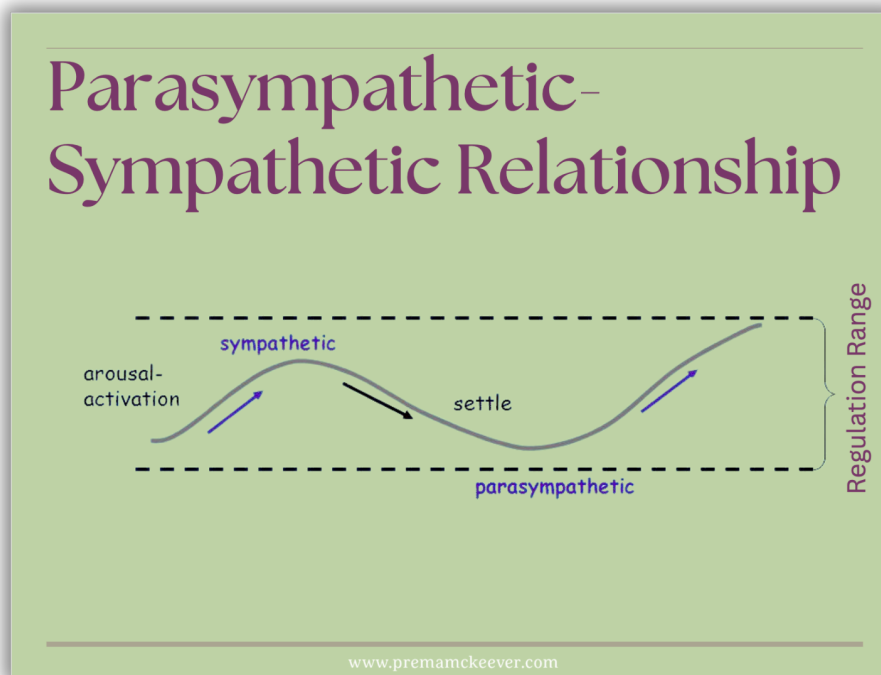 Parasympathetic-
Sympathetic Relationship
sympathetic
arousal-
activation
settle
parasympathetic
Regulation Range
www.premamckeever.com